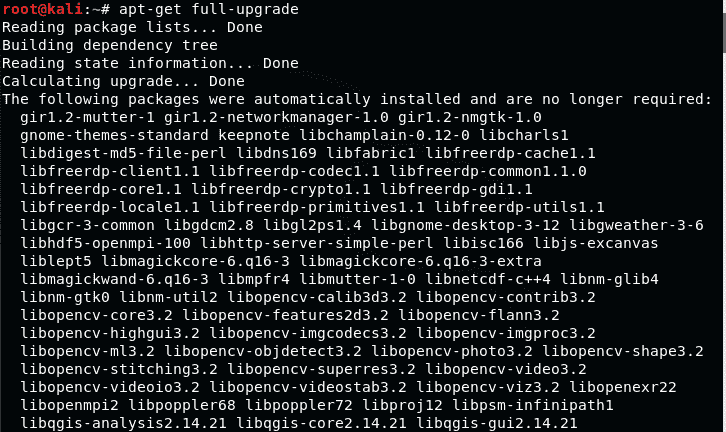 root@kali:~# apt-get full-upgrade
Reading package lists... Done
Building dependency tree
Reading state information... Done
Calculating upgrade... Done
The following packages were automatically installed and are no longer required:
  gir1.2-mutter-1 gir1.2-networkmanager-1.0 gir1.2-nmgtk-1.0
  gnome-themes-standard keepnote libchamplain-0.12-0 libcharls1
  libdigest-md5-file-perl libdns169 libfabric1 libfreerdp-cache1.1
  libfreerdp-client1.1 libfreerdp-codec1.1 libfreerdp-common1.1.0
  libfreerdp-core1.1 libfreerdp-crypto1.1 libfreerdp-gdi1.1
  libfreerdp-locale1.1 libfreerdp-primitives1.1 libfreerdp-utils1.1
  libgcr-3-common libgdcm2.8 libgl2ps1.4 libgnome-desktop-3-12 libgweather-3-6
  libhdf5-openmpi-100 libhttp-server-simple-perl libisc166 libjs-excanvas
  liblept5 libmagickcore-6.q16-3 libmagickcore-6.q16-3-extra
  libmagickwand-6.q16-3 libmpfr4 libmutter-1-0 libnetcdf-c++4 libnm-glib4
  libnm-gtk0 libnm-util2 libopencv-calib3d3.2 libopencv-contrib3.2
  libopencv-core3.2 libopencv-features2d3.2 libopencv-flann3.2
  libopencv-highgui3.2 libopencv-imgcodecs3.2 libopencv-imgproc3.2
  libopencv-ml3.2 libopencv-objdetect3.2 libopencv-photo3.2 libopencv-shape3.2
  libopencv-stitching3.2 libopencv-superres3.2 libopencv-video3.2
  libopencv-videoio3.2 libopencv-videostab3.2 libopencv-viz3.2 libopenexr22
  libopenmpi2 libpoppler68 libpoppler72 libproj12 libpsm-infinipath1
  libqgis-analysis2.14.21 libqgis-core2.14.21 libqgis-gui2.14.21